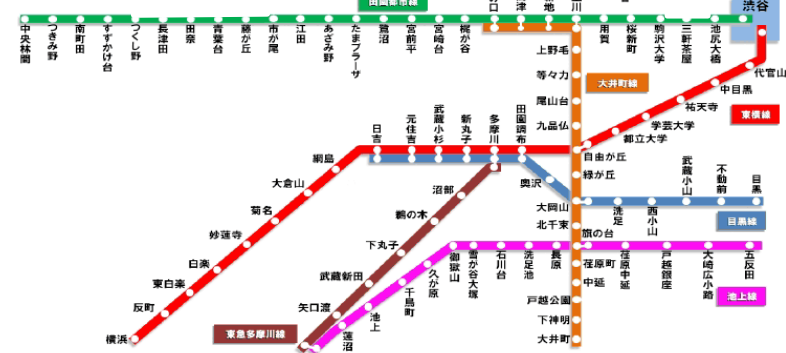 田園都市線
渋谷
中央林間
つきみ野
南町田
すずかけ台
つくし野
長津田
田奈
青葉台
藤が丘
市が尾
江田
あざみ野
たまプラーザ
鷺沼
宮前平
宮崎台
梶が谷
用賀
桜新町
駒沢大学
三軒茶屋
池尻大橋
上野毛
等々力
尾山台
九品仏
自由が丘
緑が丘
大岡山
北千束
旗の台
荏原町
中延
戸越公園
下神明
大井町
大井町線
代官山
中目黒
祐天寺
学芸大学
都立大学
東横線
田園調布
多摩川
新丸子
武蔵小杉
元住吉
日吉
綱島
大倉山
菊名
妙蓮寺
白楽
東白楽
反町
横浜
奥沢
洗足
西小山
武蔵小山
不動前
目黒
目黒線
沼部
鵜の木
下丸子
武蔵新田
矢口渡
東急多摩川線
五反田
大崎広小路
戸越銀座
荏原中延
長原
洗足池
石川台
雪が谷大塚
御嶽山
久が原
千鳥町
池上
蓮沼
池上線